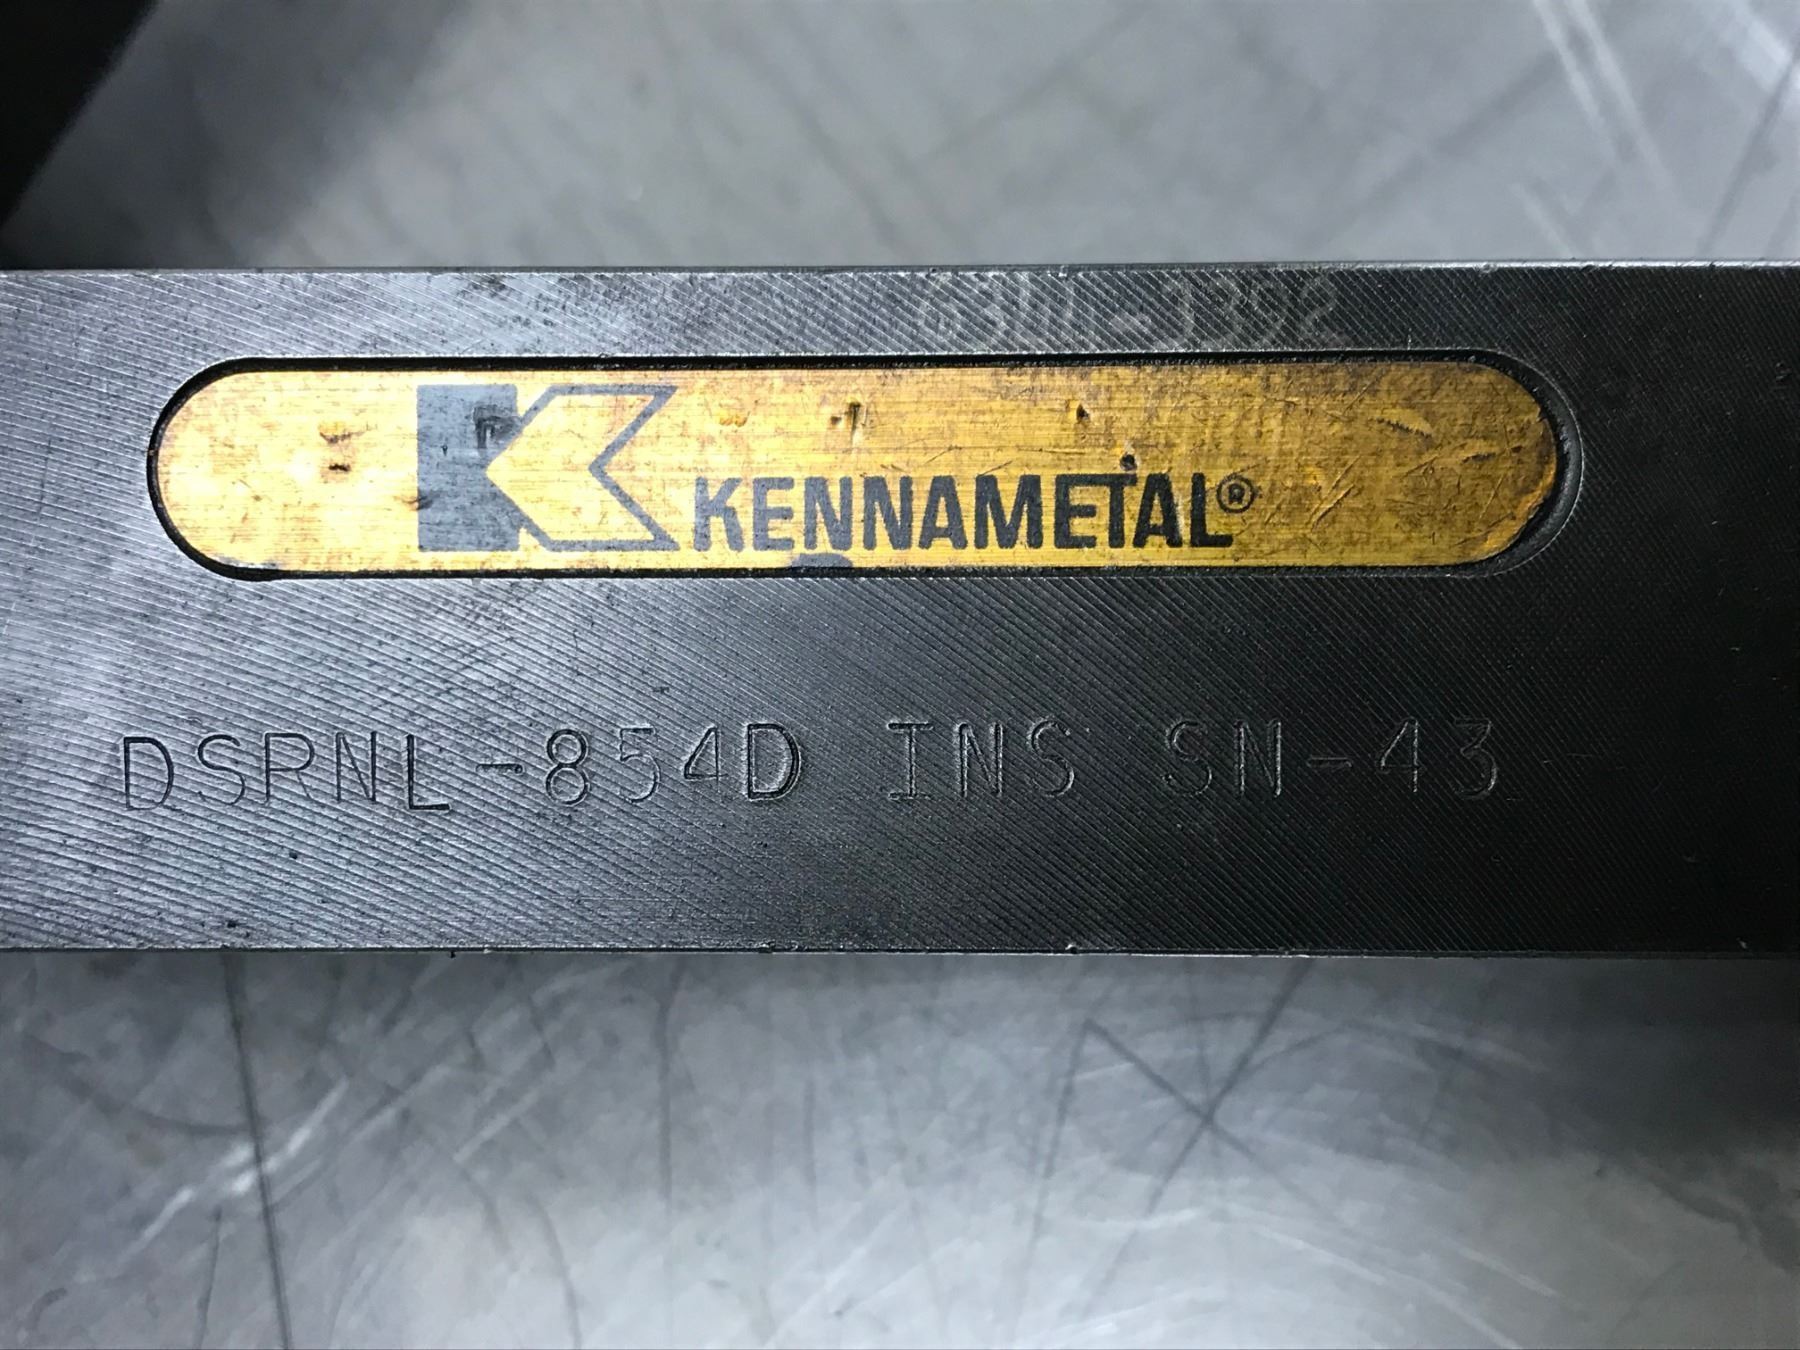 KENNAMETAL®
DSRNL-854D INS SN-43